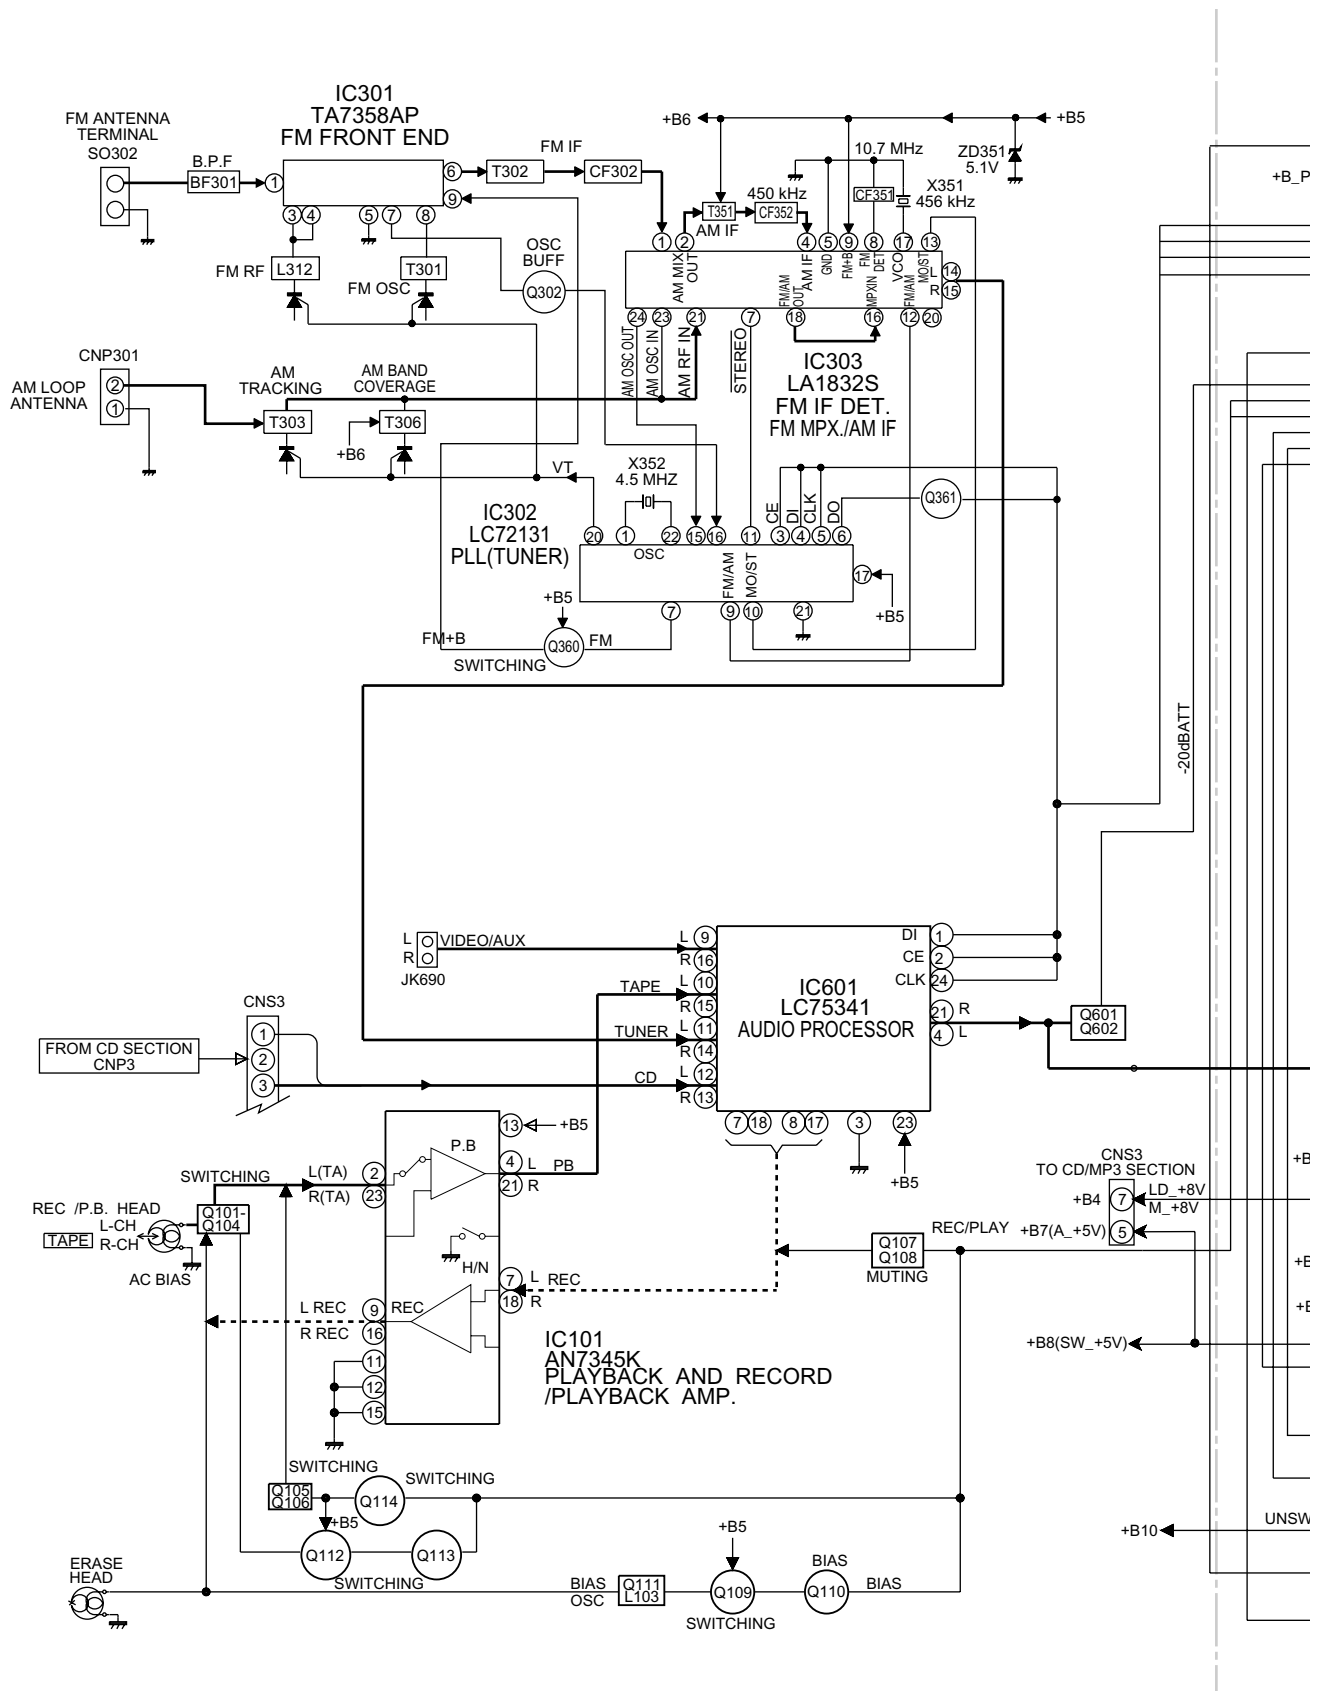 IC301
TA7358AP
FM FRONT END
FM ANTENNA
TERMINAL
SO302
B.P.F
BF301
1
6
9
3
4
5
7
8
T302
FM IF
CF302
+B6
+B5
10.7 MHz
ZD351
5.1V
+B_P
450 kHz
T351
CF352
AM IF
CF351
X351
456 kHz
1
2
4
5
9
8
17
13
AM MIX
OUT
AM IF
GND
FM+B
FM
DET
VCO
MO/ST
L
R
14
15
FM/AM
OUT
MPXIN
FM/AM
24
23
21
7
18
16
12
20
OSC
BUFF
Q302
FM RF
L312
FM OSC
T301
AM OSC OUT
AM OSC IN
AM RF IN
STEREO
IC303
LA1832S
FM IF DET.
FM MPX./AM IF
CNP301
AM LOOP
ANTENNA
2
1
AM
TRACKING
T303
AM BAND
COVERAGE
T306
+B6
VT
X352
4.5 MHZ
IC302
LC72131
PLL(TUNER)
CE
DI
CLK
DO
Q361
20
1
22
15
16
11
3
4
5
6
OSC
FM/AM
MO/ST
17
+B5
7
9
10
21
+B5
FM+B
Q360
FM
SWITCHING
-20dBATT
L
R
VIDEO/AUX
JK690
L
9
R
16
TAPE
L
10
R
15
TUNER
L
11
R
14
CD
L
12
R
13
IC601
LC75341
AUDIO PROCESSOR
DI
1
CE
2
CLK
24
21
R
4
L
Q601
Q602
7
18
8
17
3
23
+B5
CNS3
1
2
3
FROM CD SECTION
CNP3
13
+B5
P.B
4
L
PB
21
R
SWITCHING
L(TA)
R(TA)
2
23
REC /P.B. HEAD
L-CH
TAPE
R-CH
Q101-
Q104
AC BIAS
H/N
7
L
REC
18
R
L REC
R REC
9
REC
16
11
12
15
IC101
AN7345K
PLAYBACK AND RECORD
/PLAYBACK AMP.
REC/PLAY
Q107
Q108
MUTING
CNS3
TO CD/MP3 SECTION
+B4
7
LD_+8V
M_+8V
+B7(A_+5V)
5
+B8(SW_+5V)
+B10
UNSW
SWITCHING
Q105
Q106
Q114
SWITCHING
+B5
Q112
Q113
SWITCHING
ERASE
HEAD
BIAS
OSC
Q111
L103
+B5
Q109
SWITCHING
BIAS
Q110
BIAS